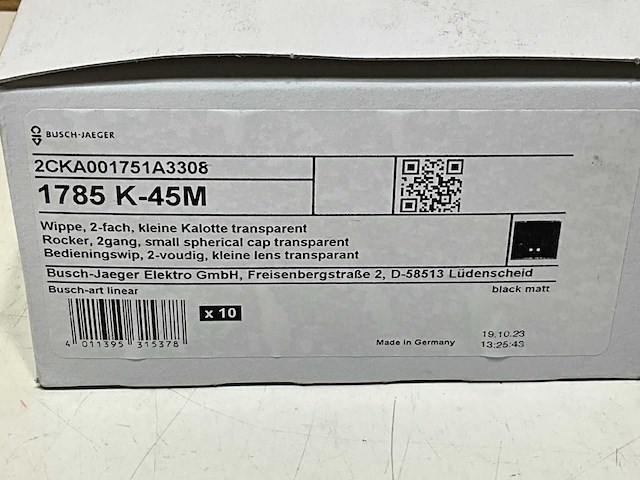 BUSCH-JAEGER
2CKA001751A3308
1785 K-45M
Wippe, 2-fach, kleine Kalotte transparent
Rocker, 2gang, small spherical cap transparent
Bedieningswip, 2-voudig, kleine lens transparant
Busch-Jaeger Elektro GmbH, Freisenbergstraße 2, D-58513 Lüdenscheid
Busch-art linear black matt
x 10
4 011395 315378
Made in Germany
19.10.23
13:25:43